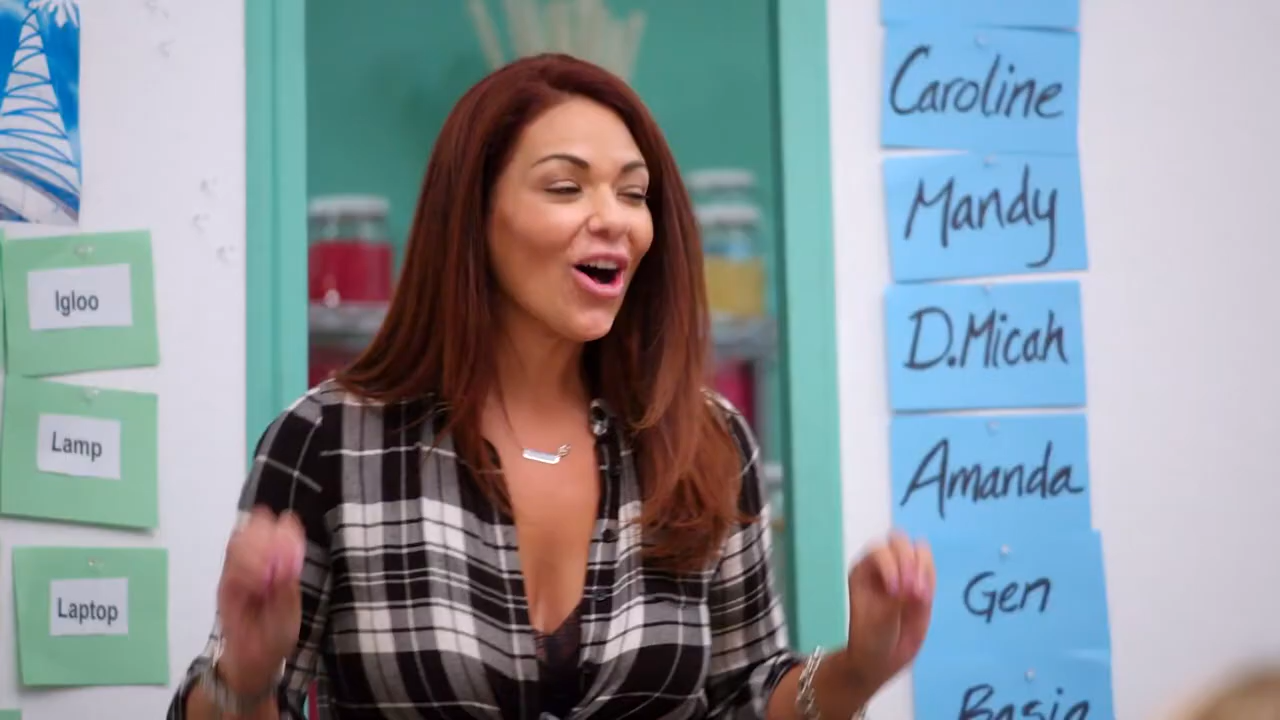 Igloo
Lamp
Laptop
Caroline
Mandy
D.Micah
Amanda
Gen